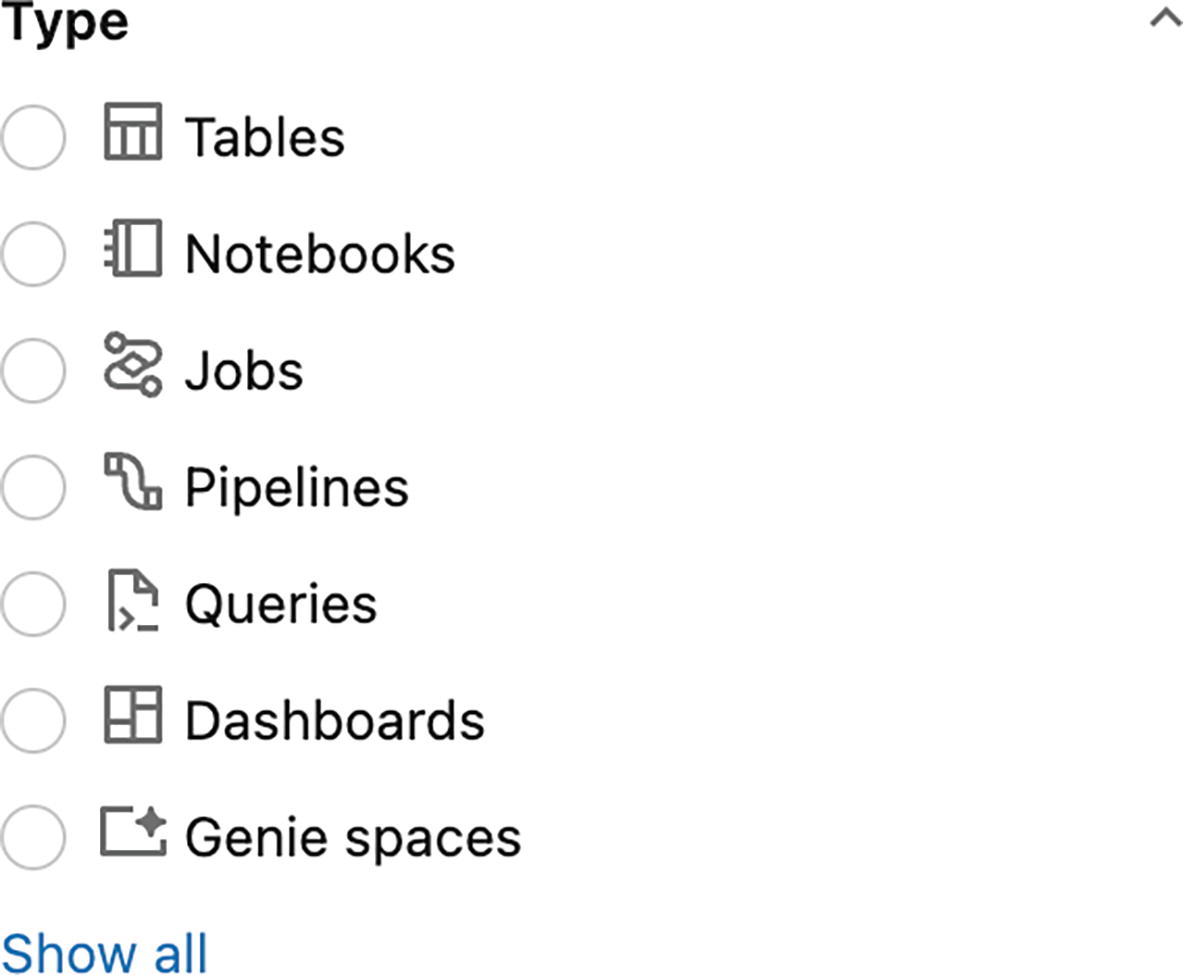 Type
Tables
Notebooks
Jobs
Pipelines
Queries
Dashboards
Genie spaces
Show all